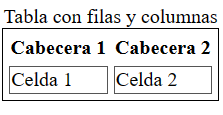 Tabla con filas y columnas
Cabecera 1 Cabecera 2
Celda 1 Celda 2